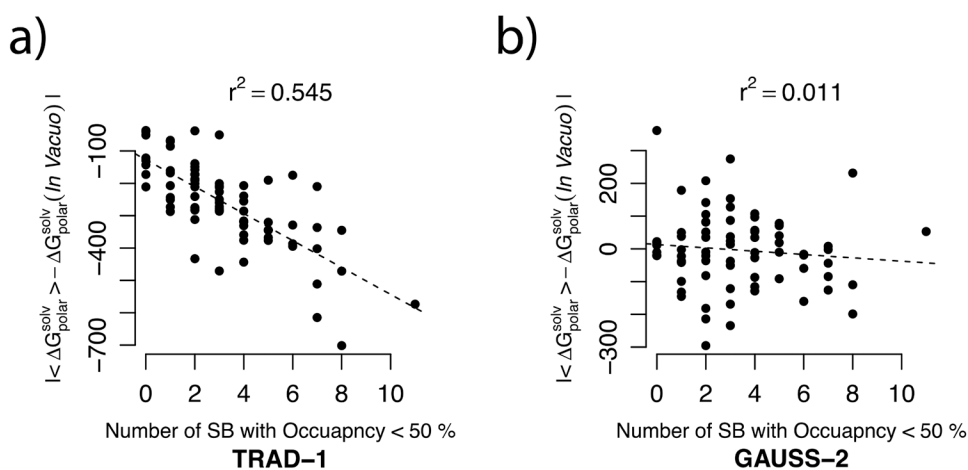 a)
r² = 0.545
|< ΔG^solv_polar > − ΔG^solv_polar(In Vacuo) |
−100
−400
−700
0 2 4 6 8 10
Number of SB with Occuapncy < 50 %
TRAD−1
b)
r² = 0.011
|< ΔG^solv_polar > − ΔG^solv_polar(In Vacuo) |
200
0
−300
0 2 4 6 8 10
Number of SB with Occuapncy < 50 %
GAUSS−2